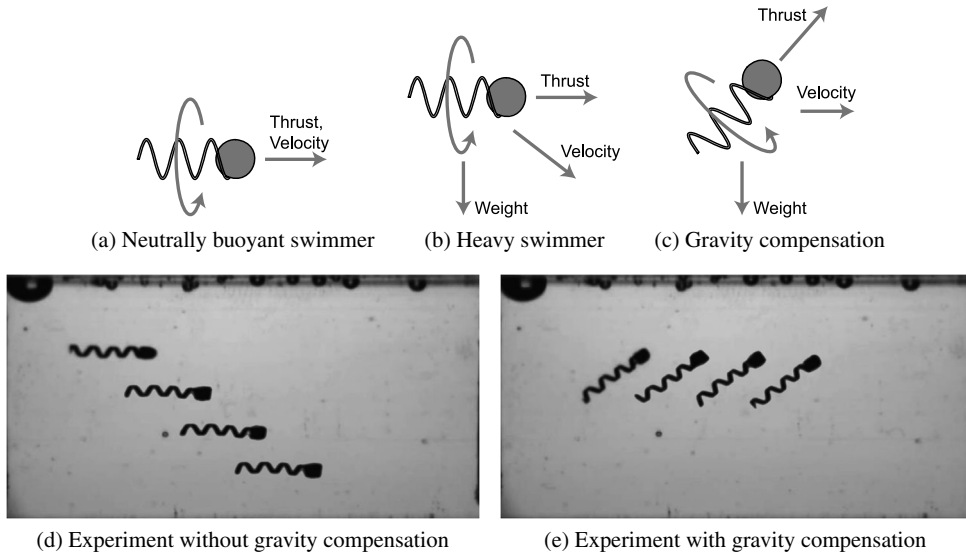 Thrust,
Velocity
(a) Neutrally buoyant swimmer
Thrust
Velocity
Weight
(b) Heavy swimmer
Thrust
Velocity
Weight
(c) Gravity compensation
(d) Experiment without gravity compensation
(e) Experiment with gravity compensation